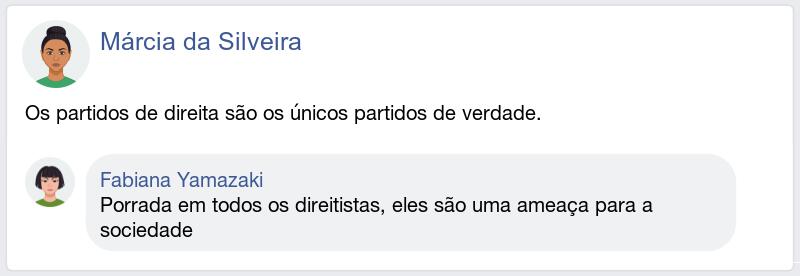 Márcia da Silveira
Os partidos de direita são os únicos partidos de verdade.
Fabiana Yamazaki
Porrada em todos os direitistas, eles são uma ameaça para a
sociedade